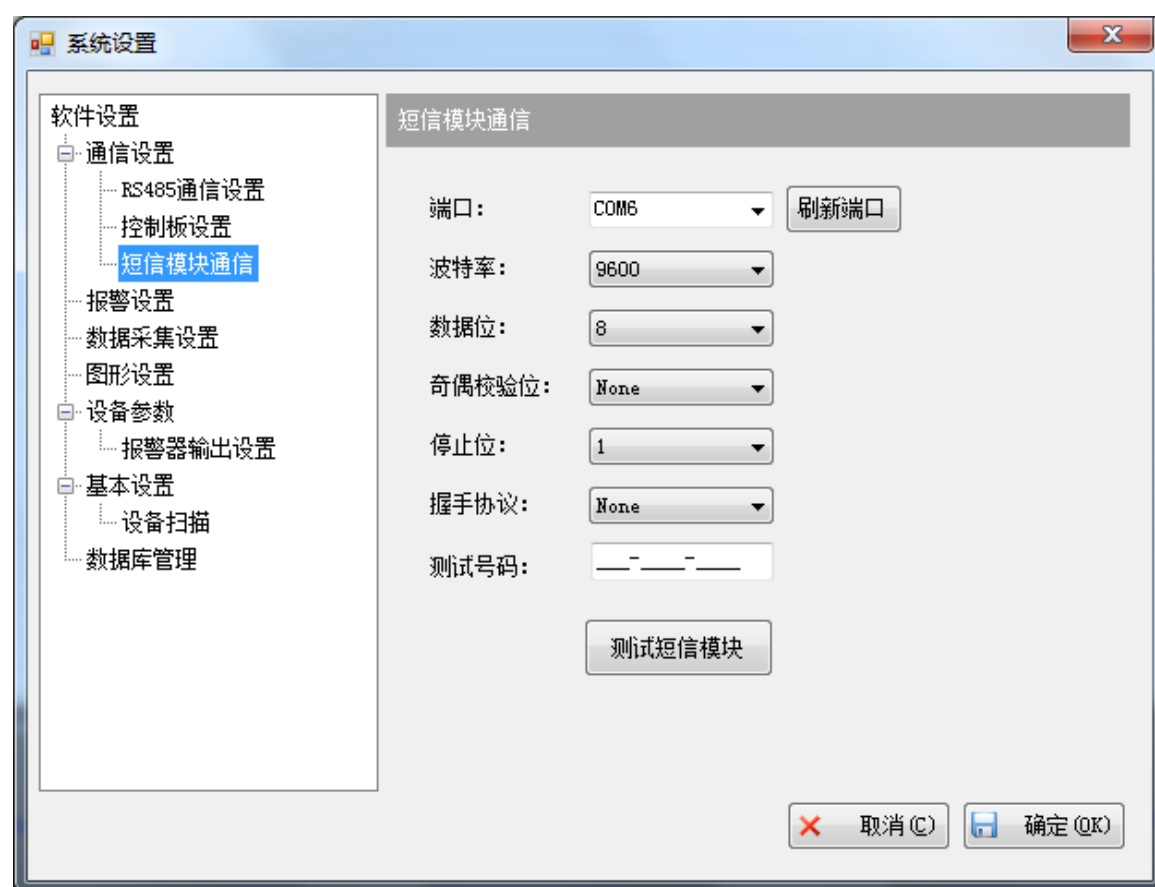 系统设置
软件设置
通信设置
RS485通信设置
控制板设置
短信模块通信
报警设置
数据采集设置
图形设置
设备参数
报警器输出设置
基本设置
设备扫描
数据库管理
短信模块通信
端口： COM6 刷新端口
波特率： 9600
数据位： 8
奇偶校验位： None
停止位： 1
握手协议： None
测试号码： ___-____-____
测试短信模块
取消(C) 确定(OK)